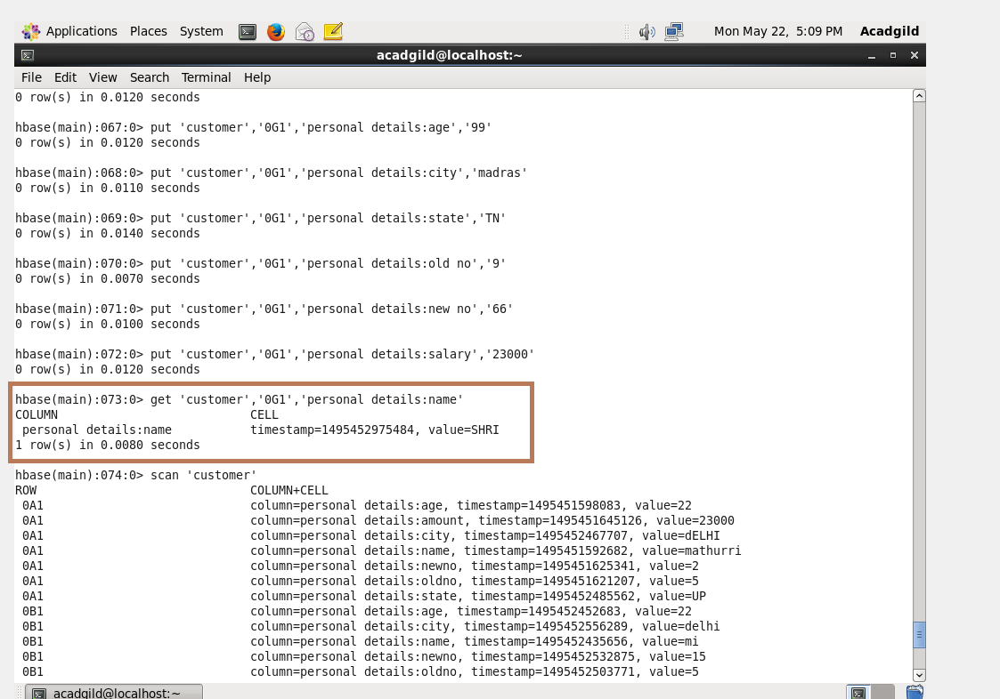 Applications Places System Mon May 22, 5:09 PM Acadgild
acadgild@localhost:~
File Edit View Search Terminal Help
0 row(s) in 0.0120 seconds
hbase(main):067:0> put 'customer','0G1','personal details:age','99'
0 row(s) in 0.0120 seconds
hbase(main):068:0> put 'customer','0G1','personal details:city','madras'
0 row(s) in 0.0110 seconds
hbase(main):069:0> put 'customer','0G1','personal details:state','TN'
0 row(s) in 0.0140 seconds
hbase(main):070:0> put 'customer','0G1','personal details:old no','9'
0 row(s) in 0.0070 seconds
hbase(main):071:0> put 'customer','0G1','personal details:new no','66'
0 row(s) in 0.0100 seconds
hbase(main):072:0> put 'customer','0G1','personal details:salary','23000'
0 row(s) in 0.0120 seconds
hbase(main):073:0> get 'customer','0G1','personal details:name'
COLUMN CELL
personal details:name timestamp=1495452975484, value=SHRI
1 row(s) in 0.0080 seconds
hbase(main):074:0> scan 'customer'
ROW COLUMN+CELL
0A1 column=personal details:age, timestamp=1495451598083, value=22
0A1 column=personal details:amount, timestamp=1495451645126, value=23000
0A1 column=personal details:city, timestamp=1495452467707, value=dELHI
0A1 column=personal details:name, timestamp=1495451592682, value=mathurri
0A1 column=personal details:newno, timestamp=1495451625341, value=2
0A1 column=personal details:oldno, timestamp=1495451621207, value=5
0A1 column=personal details:state, timestamp=1495452485562, value=UP
0B1 column=personal details:age, timestamp=1495452452683, value=22
0B1 column=personal details:city, timestamp=1495452556289, value=delhi
0B1 column=personal details:name, timestamp=1495452435656, value=mi
0B1 column=personal details:newno, timestamp=1495452532875, value=15
0B1 column=personal details:oldno, timestamp=1495452503771, value=5
acadgild@localhost:~